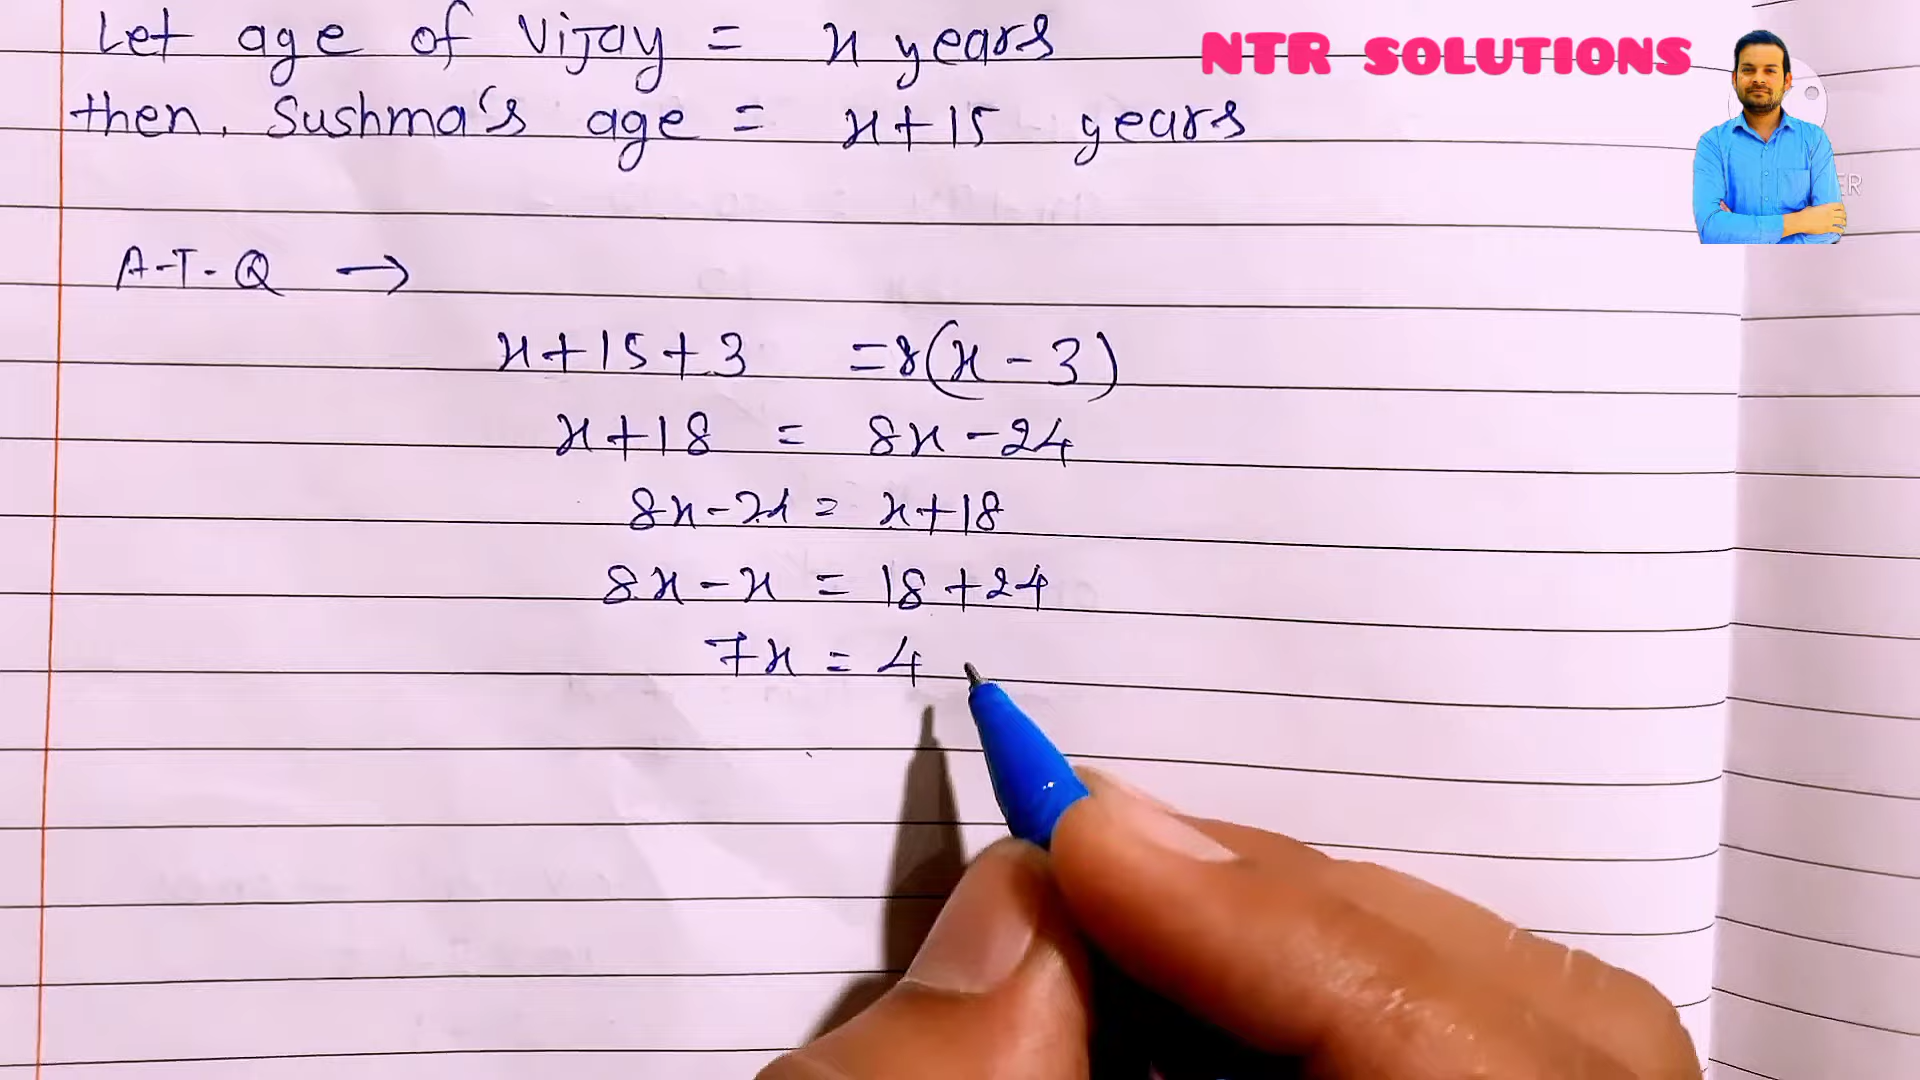 Let age of Vijay = x years
NTR SOLUTIONS
then, Sushma's age = x+15 years
ER
A-T-Q →
x+15+3 =8(x-3)
x+18 = 8x-24
8x-24 = x+18
8x-x = 18+24
7x = 4